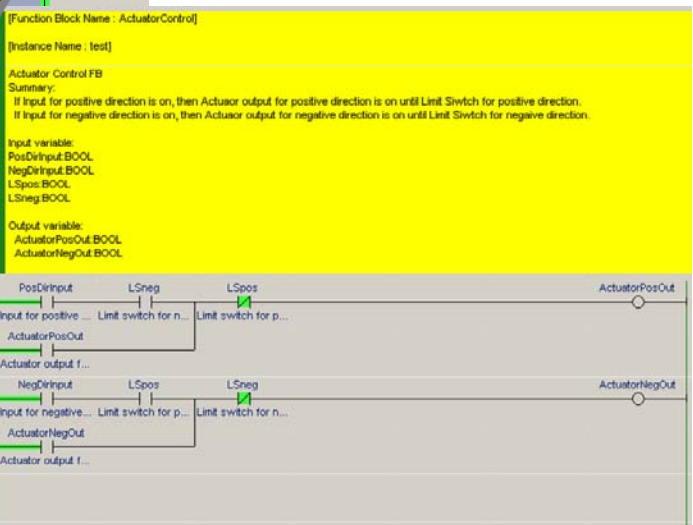 [Function Block Name : ActuatorControl]
[Instance Name : test]
Actuator Control FB
Summary:
If Input for positive direction is on, then Actuaor output for positive direction is on until Limit Siwtch for positive direction.
If Input for negative direction is on, then Actuaor output for negative direction is on until Limit Siwtch for negaive direction.
Input variable:
PosDirInput:BOOL
NegDirInput:BOOL
LSpos:BOOL
LSneg:BOOL
Output variable:
ActuatorPosOut:BOOL
ActuatorNegOut:BOOL
PosDirInput LSneg LSpos ActuatorPosOut
Input for positive ... Limit switch for n... Limit switch for p...
ActuatorPosOut
Actuator output f...
NegDirInput LSpos LSneg ActuatorNegOut
Input for negative... Limit switch for p... Limit switch for n...
ActuatorNegOut
Actuator output f...